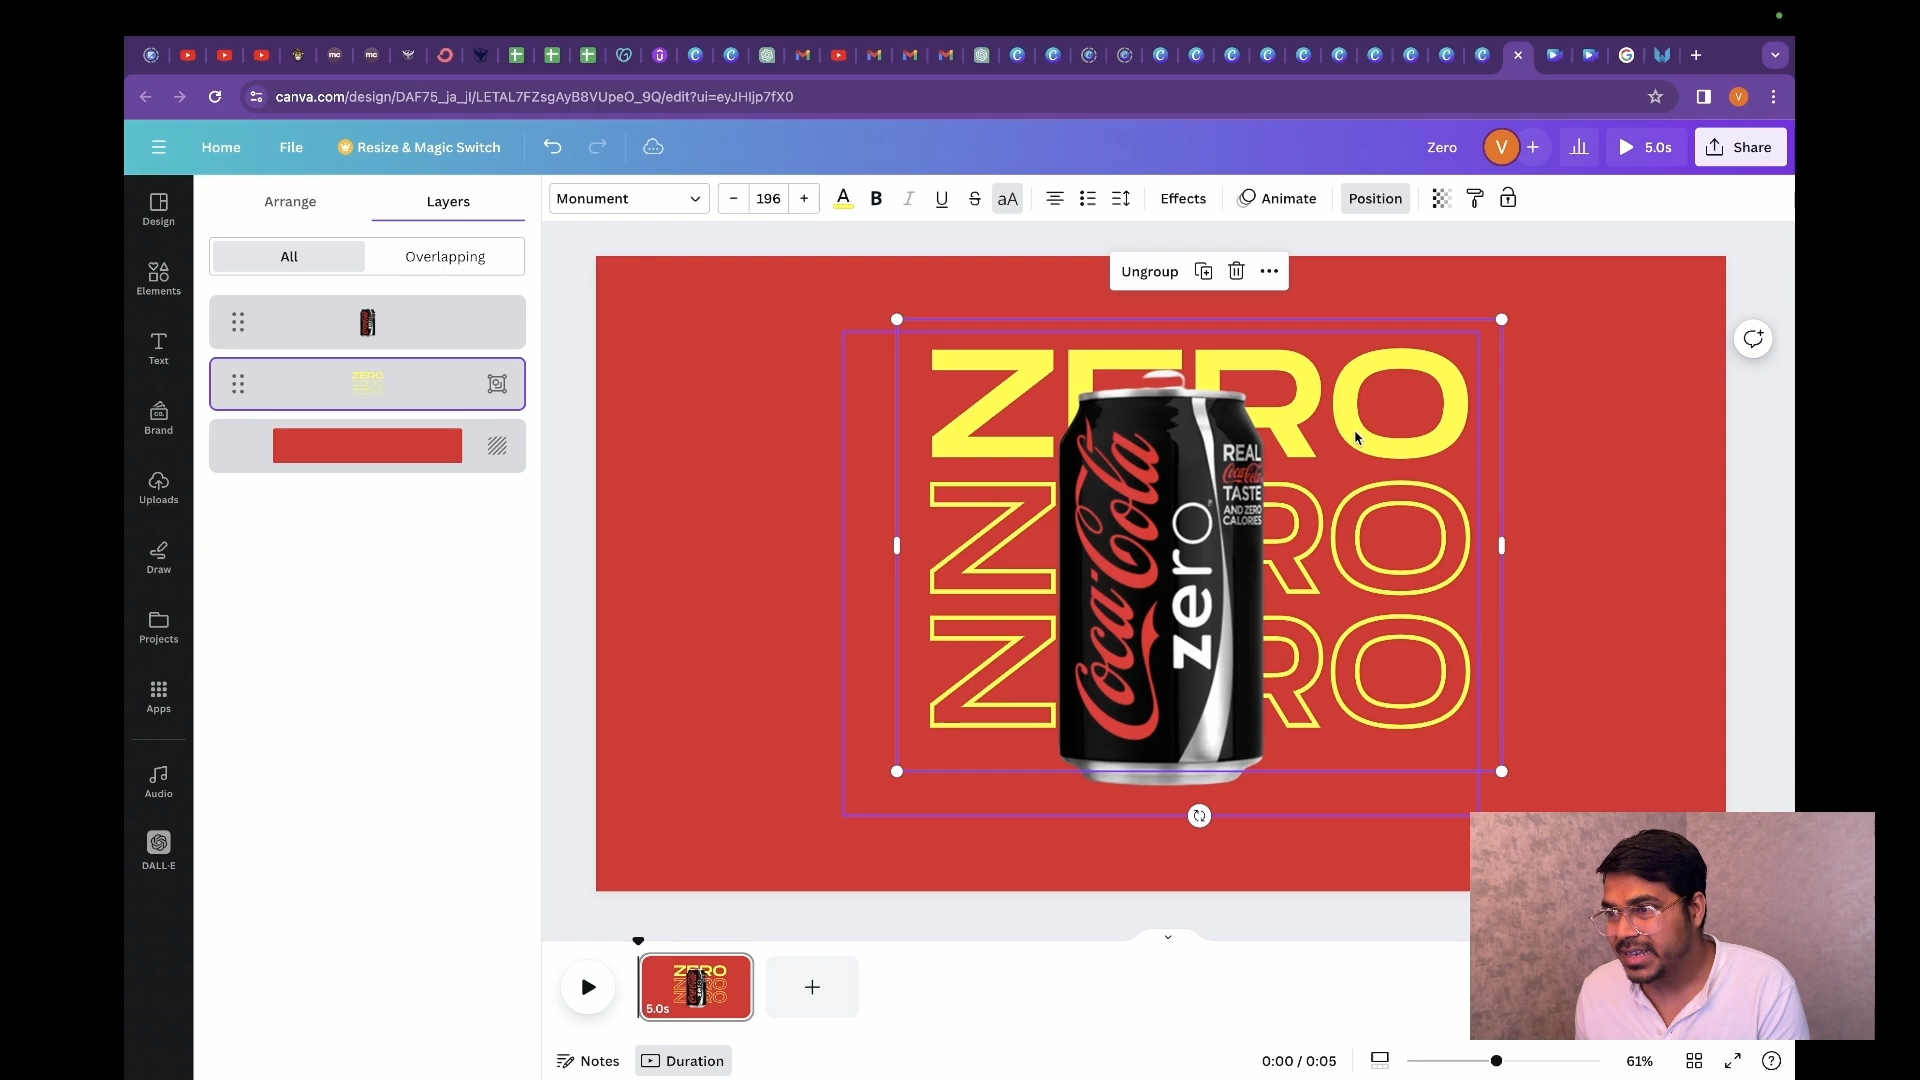 canva.com/design/DAF75_ja_jI/LETAL7FZsgAyB8VUpeO_9Q/edit?ui=eyJHIjp7fX0
V
Home
File
Resize & Magic Switch
Zero
V
5.0s
Share
Design
Elements
Text
Brand
Uploads
Draw
Projects
Apps
Audio
DALL·E
Arrange
Layers
All
Overlapping
ZERO
Monument
- 196 +
A
B
I
U
S
aA
Effects
Animate
Position
Ungroup
ZERO
Coca-Cola
zero
REAL
Coca-Cola
TASTE
AND ZERO
CALORIES
N RO
N RO
ZERO
5.0s
Notes
Duration
0:00 / 0:05
61%